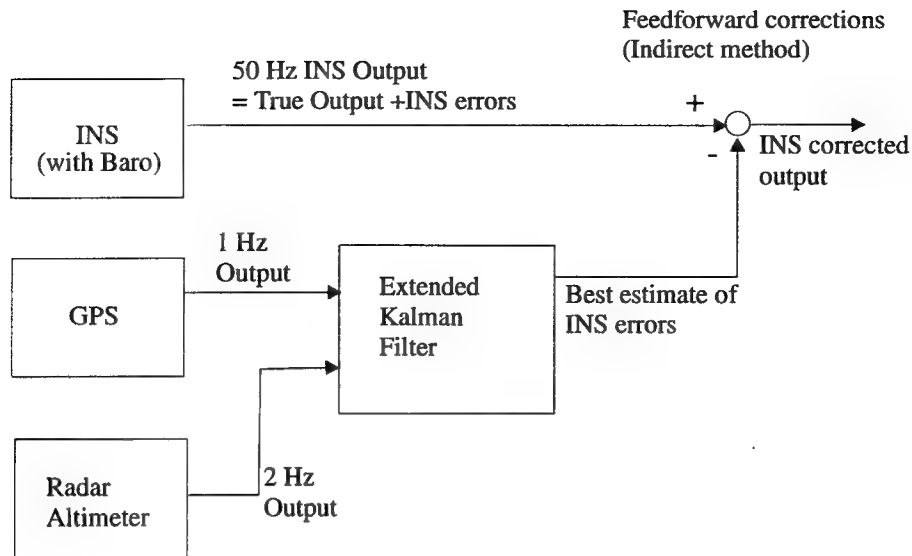 Feedforward corrections
(Indirect method)
50 Hz INS Output
= True Output +INS errors
INS
(with Baro)
+
-
INS corrected
output
1 Hz
Output
GPS
Extended
Kalman
Filter
Best estimate of
INS errors
Radar
Altimeter
2 Hz
Output